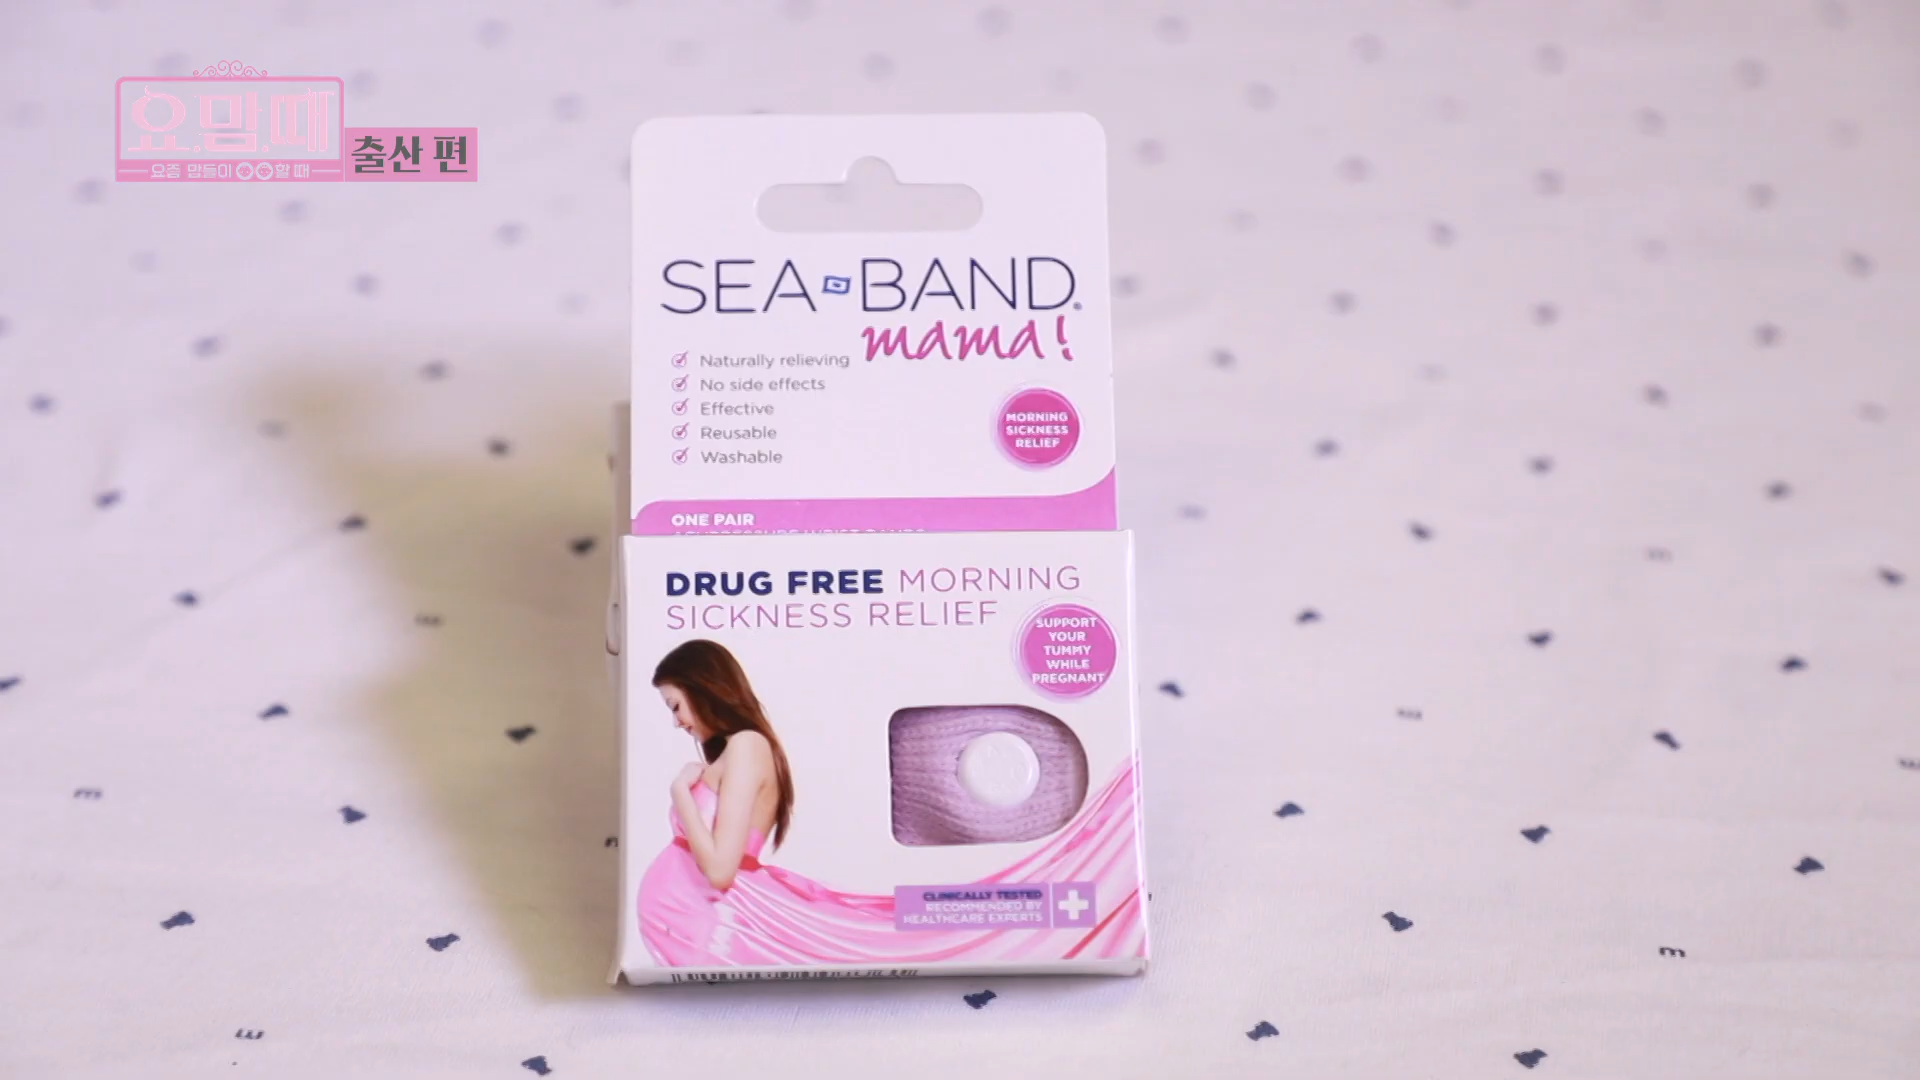 요.맘.때
요즘 맘들이 할 때
출산 편
SEA-BAND®
mama!
Naturally relieving
No side effects
Effective
Reusable
Washable
MORNING
SICKNESS
RELIEF
ONE PAIR
DRUG FREE MORNING
SICKNESS RELIEF
SUPPORT
YOUR
TUMMY
WHILE
PREGNANT
CLINICALLY TESTED
RECOMMENDED BY
HEALTHCARE EXPERTS